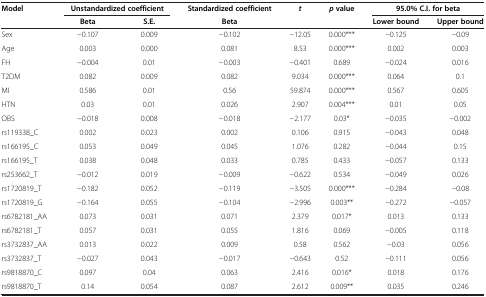 Model Unstandardized coefficient Standardized coefficient t p value 95.0% C.I. for beta
Beta S.E. Beta Lower bound Upper bound
Sex −0.107 0.009 −0.102 −12.05 0.000*** −0.125 −0.09
Age 0.003 0.000 0.081 8.53 0.000*** 0.002 0.003
FH −0.004 0.01 −0.003 −0.401 0.689 −0.024 0.016
T2DM 0.082 0.009 0.082 9.034 0.000*** 0.064 0.1
MI 0.586 0.01 0.56 59.874 0.000*** 0.567 0.605
HTN 0.03 0.01 0.026 2.907 0.004*** 0.01 0.05
OBS −0.018 0.008 −0.018 −2.177 0.03* −0.035 −0.002
rs119338_C 0.002 0.023 0.002 0.106 0.915 −0.043 0.048
rs166195_C 0.053 0.049 0.045 1.076 0.282 −0.044 0.15
rs166195_T 0.038 0.048 0.033 0.785 0.433 −0.057 0.133
rs253662_T −0.012 0.019 −0.009 −0.622 0.534 −0.049 0.026
rs1720819_T −0.182 0.052 −0.119 −3.505 0.000*** −0.284 −0.08
rs1720819_G −0.164 0.055 −0.104 −2.996 0.003** −0.272 −0.057
rs6782181_AA 0.073 0.031 0.071 2.379 0.017* 0.013 0.133
rs6782181_T 0.057 0.031 0.055 1.816 0.069 −0.005 0.118
rs3732837_AA 0.013 0.022 0.009 0.58 0.562 −0.03 0.056
rs3732837_T −0.027 0.043 −0.017 −0.643 0.52 −0.111 0.056
rs9818870_C 0.097 0.04 0.063 2.416 0.016* 0.018 0.176
rs9818870_T 0.14 0.054 0.087 2.612 0.009** 0.035 0.246